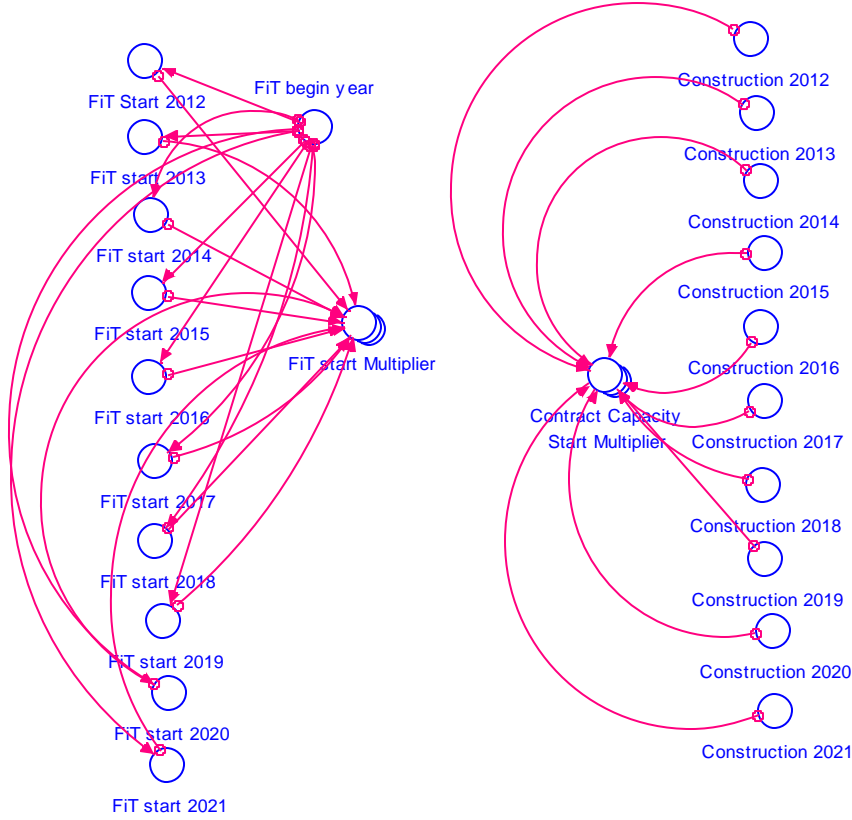 FiT Start 2012
FiT begin year
FiT start 2013
FiT start 2014
FiT start 2015
FiT start Multiplier
FiT start 2016
FiT start 2017
FiT start 2018
FiT start 2019
FiT start 2020
FiT start 2021
Construction 2012
Construction 2013
Construction 2014
Construction 2015
Construction 2016
Contract Capacity
Start Multiplier
Construction 2017
Construction 2018
Construction 2019
Construction 2020
Construction 2021